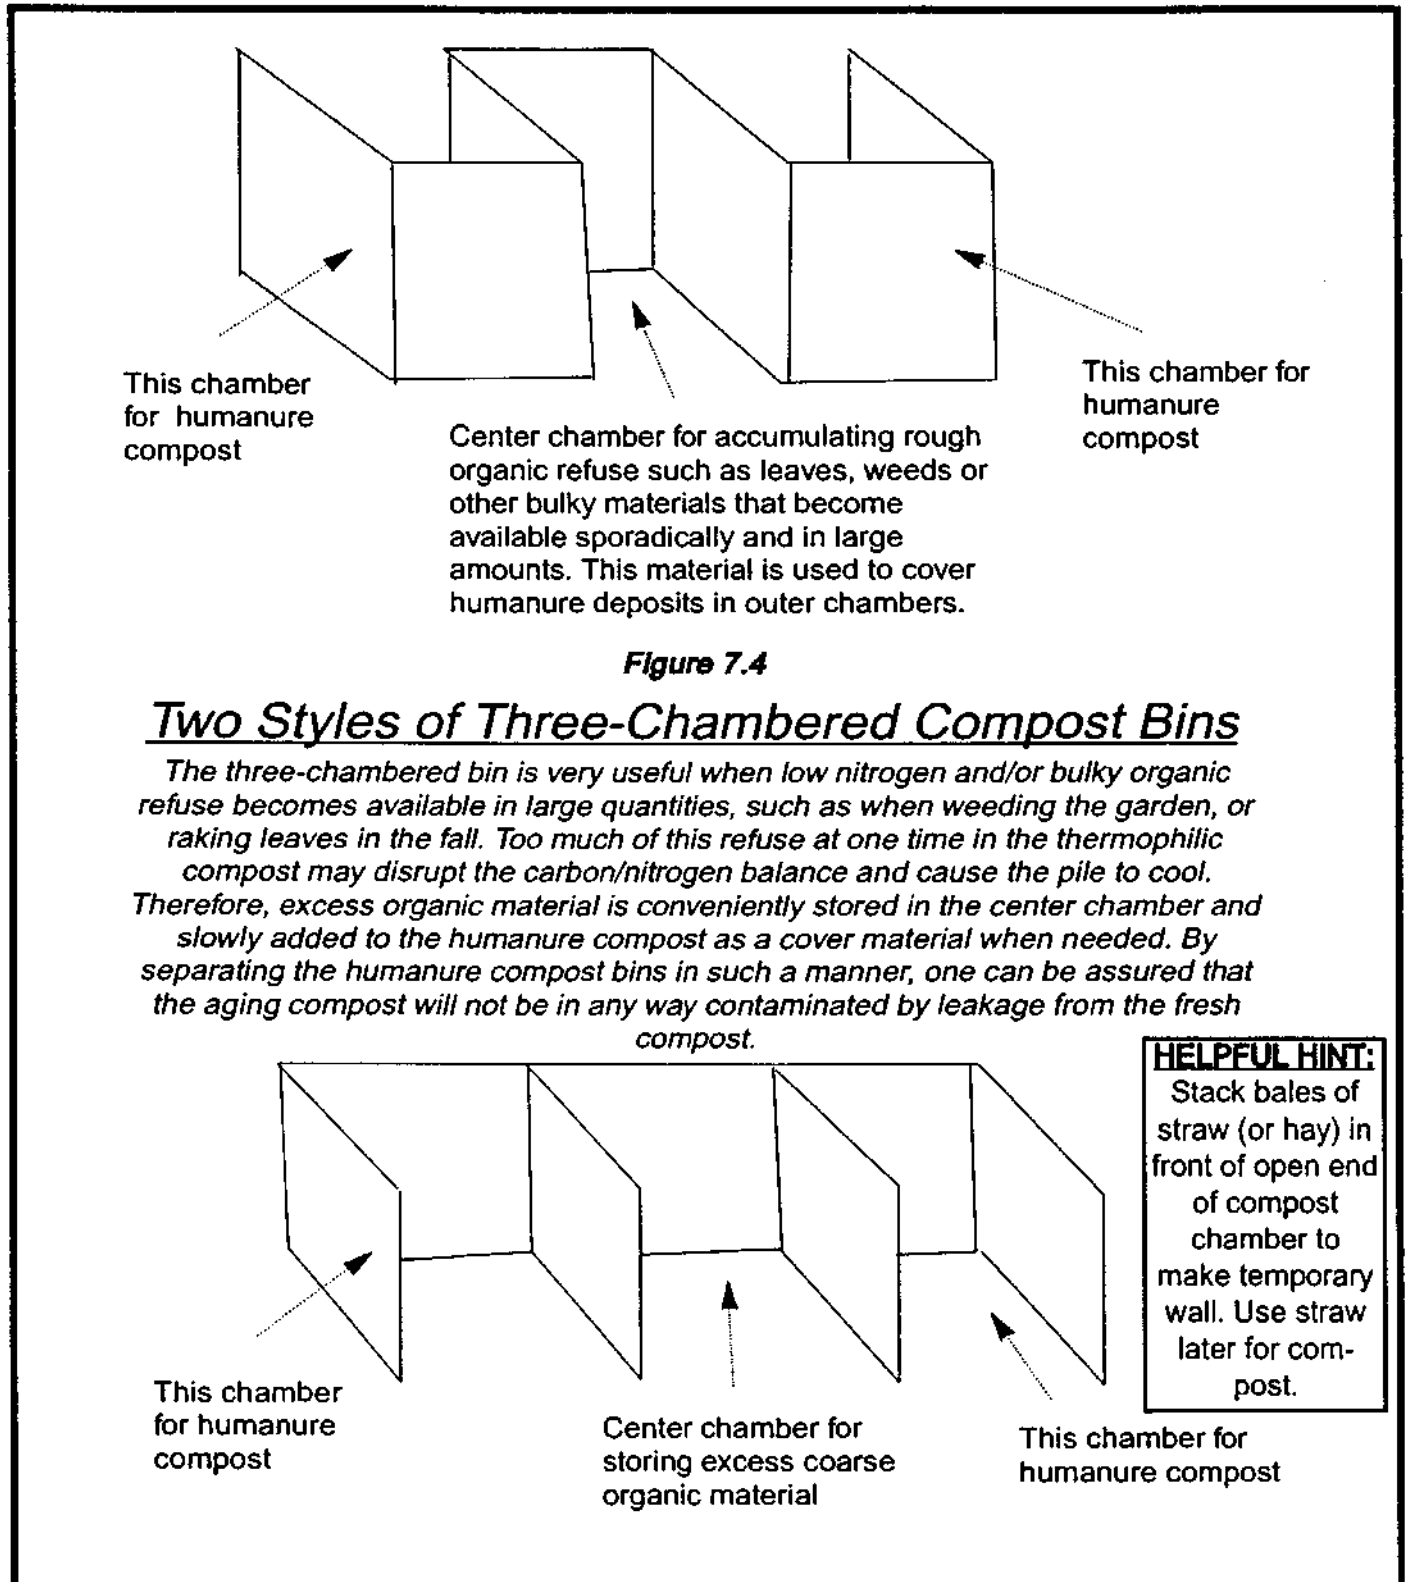 This chamber
for humanure
compost
This chamber for
humanure
compost
Center chamber for accumulating rough
organic refuse such as leaves, weeds or
other bulky materials that become
available sporadically and in large
amounts. This material is used to cover
humanure deposits in outer chambers.
Figure 7.4
Two Styles of Three-Chambered Compost Bins
The three-chambered bin is very useful when low nitrogen and/or bulky organic
refuse becomes available in large quantities, such as when weeding the garden, or
raking leaves in the fall. Too much of this refuse at one time in the thermophilic
compost may disrupt the carbon/nitrogen balance and cause the pile to cool.
Therefore, excess organic material is conveniently stored in the center chamber and
slowly added to the humanure compost as a cover material when needed. By
separating the humanure compost bins in such a manner, one can be assured that
the aging compost will not be in any way contaminated by leakage from the fresh
compost.
HELPFUL HINT:
Stack bales of
straw (or hay) in
front of open end
of compost
chamber to
make temporary
wall. Use straw
later for com-
post.
This chamber
for humanure
compost
Center chamber for
storing excess coarse
organic material
This chamber for
humanure compost